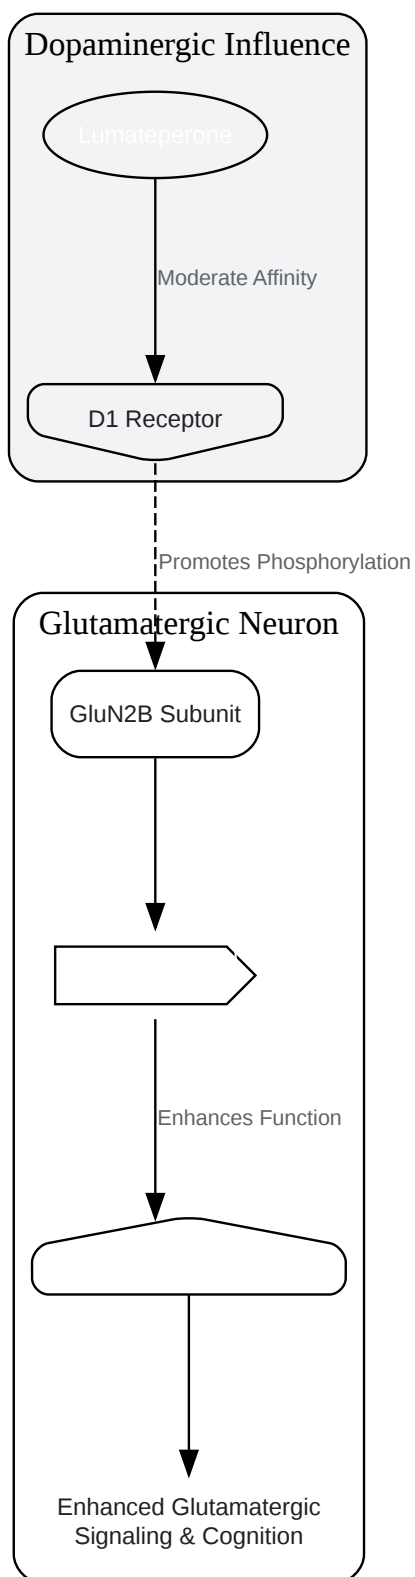 Dopaminergic Influence
Lumateperone
Moderate Affinity
D1 Receptor
Promotes Phosphorylation
Glutamatergic Neuron
GluN2B Subunit
Enhances Function
Enhanced Glutamatergic
Signaling & Cognition